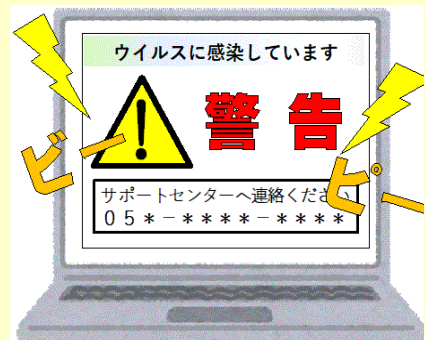 ウイルスに感染しています
警告
ビー
ピー
サポートセンターへ連絡ください
05*-****-****